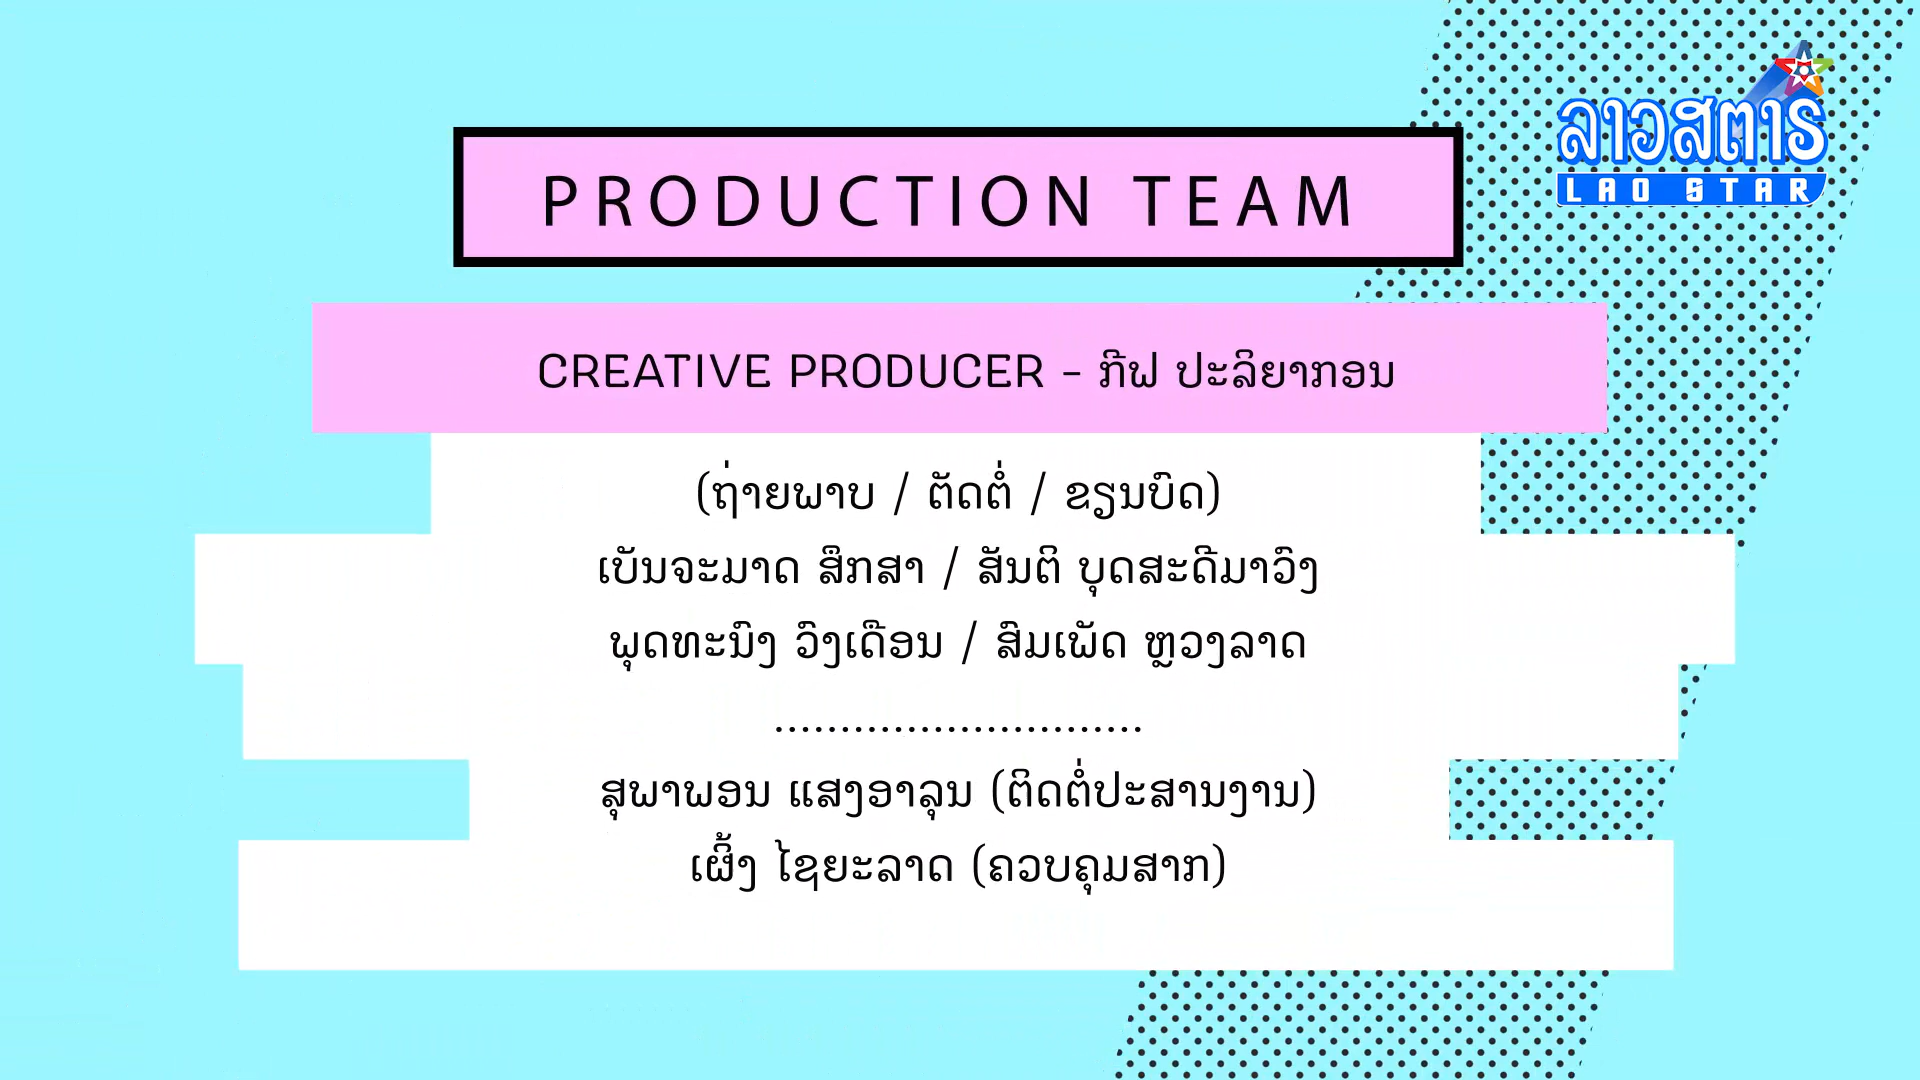 ລາວສຕາຣ
LAO STAR
PRODUCTION TEAM
CREATIVE PRODUCER - ກີຟ ປະລິຍາກອນ
(ຖ່າຍພາບ / ຕັດຕໍ່ / ຂຽນບົດ)
ເບັນຈະມາດ ສຶກສາ / ສັນຕິ ບຸດສະດີມາວົງ
ພຸດທະນົງ ວົງເດືອນ / ສົມເພັດ ຫຼວງລາດ
............................
ສຸພາພອນ ແສງອາລຸນ (ຕິດຕໍ່ປະສານງານ)
ເຜິ້ງ ໄຊຍະລາດ (ຄວບຄຸມສາກ)